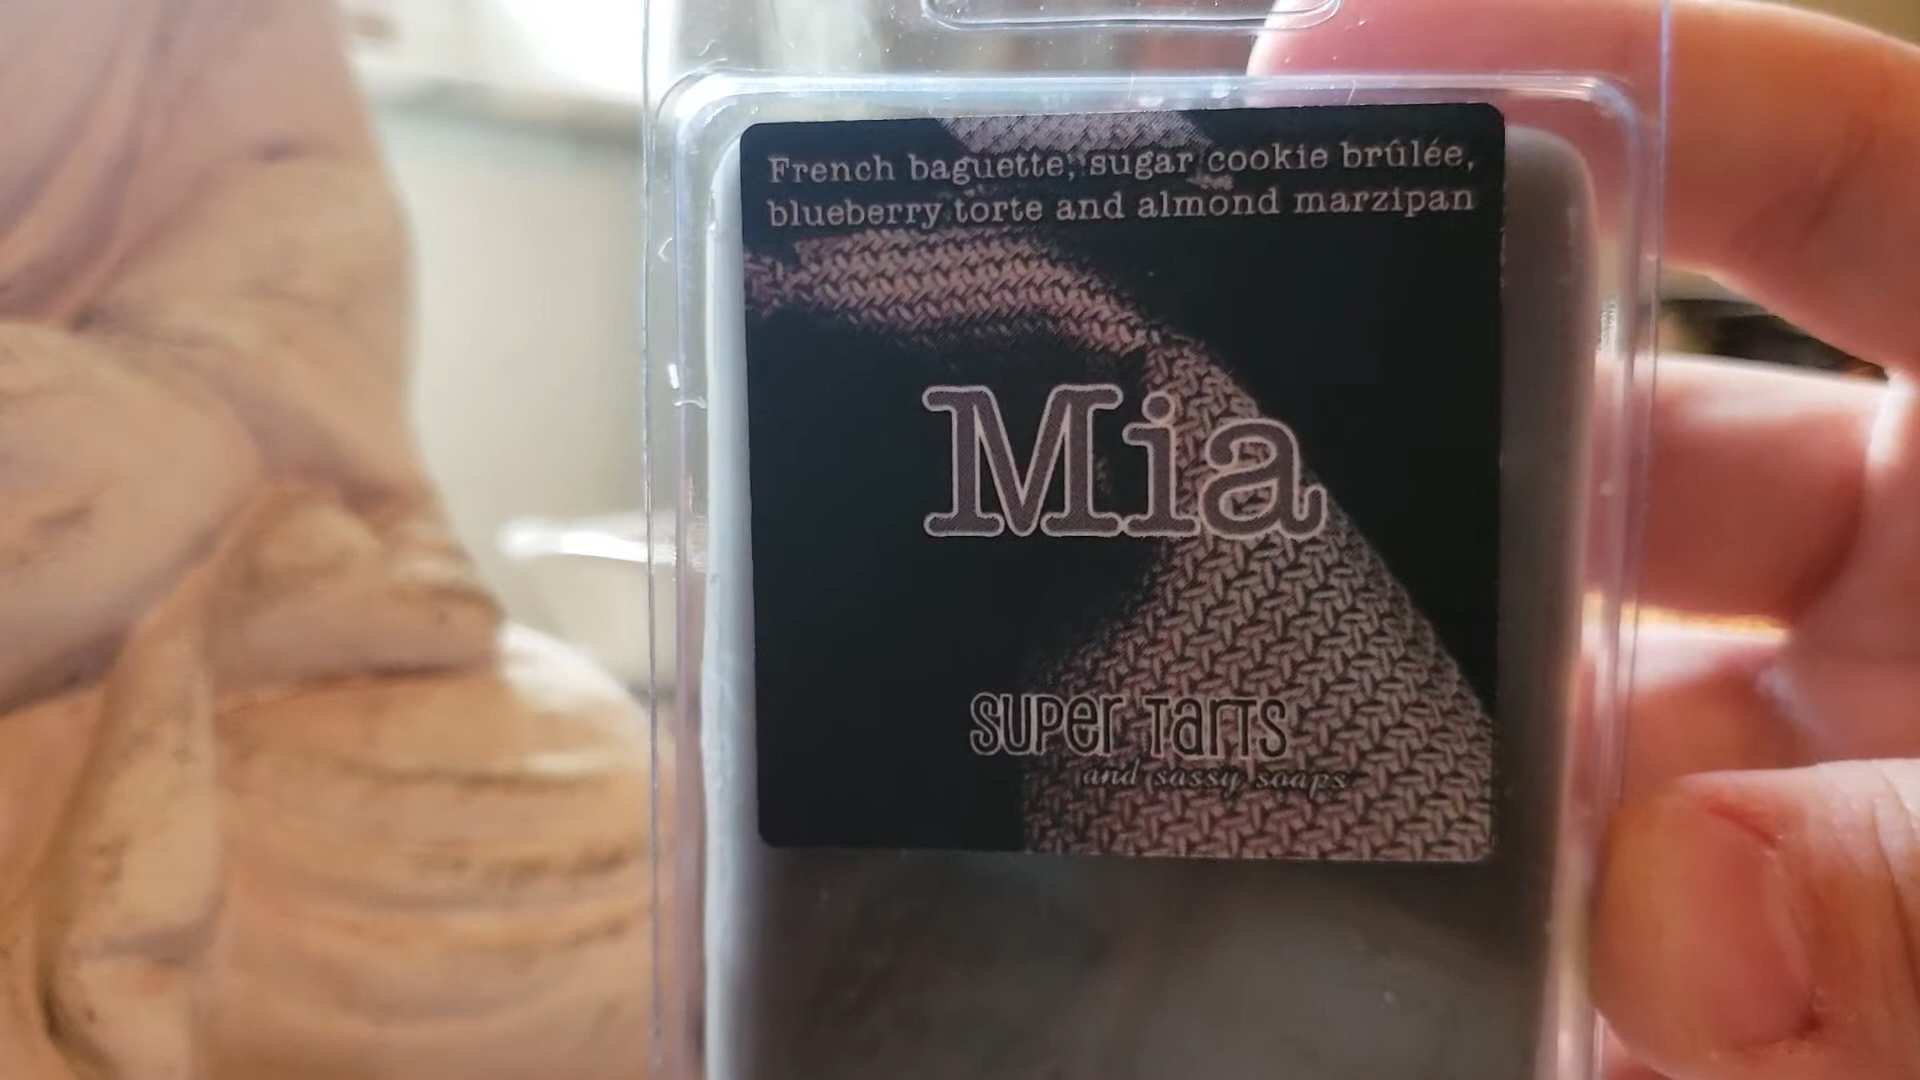 French baguette, sugar cookie brûlée,
blueberry torte and almond marzipan
Mia
super Tarts
and sassy soaps